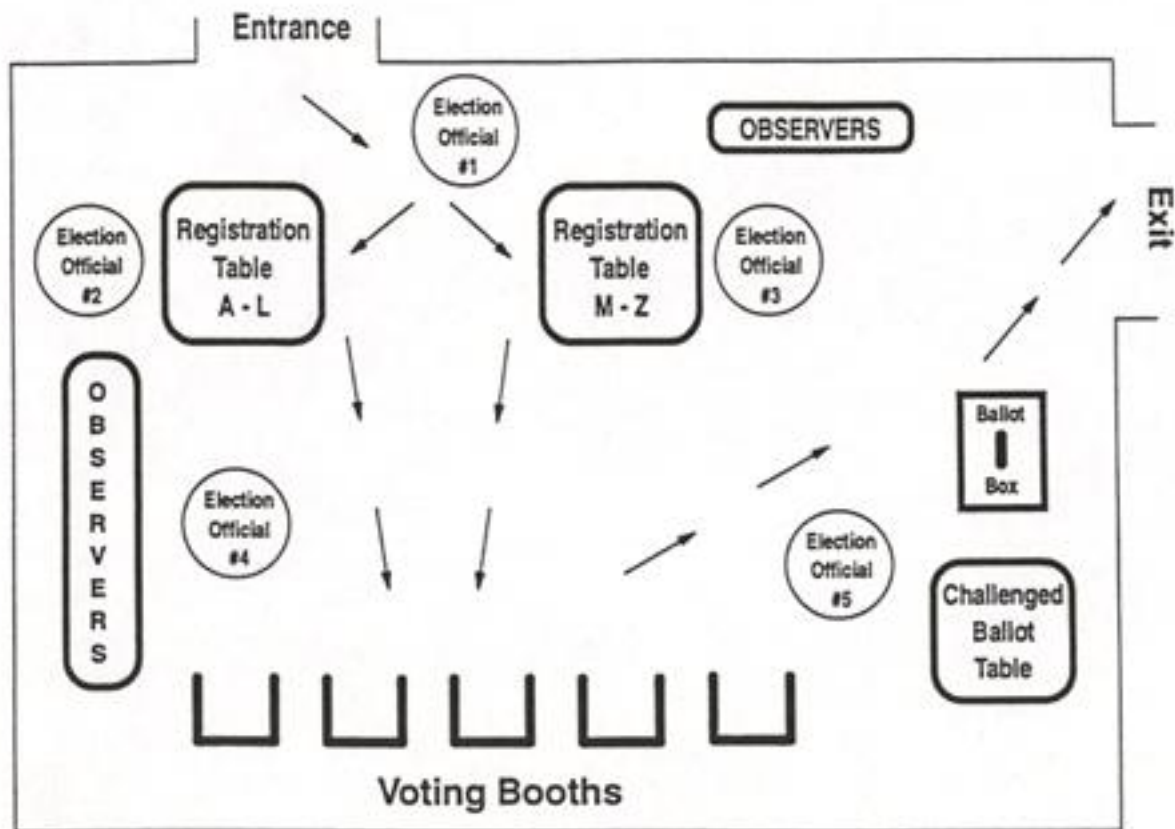 Entrance
Election
Official
#1
OBSERVERS
Exit
Election
Official
#2
Registration
Table
A - L
Registration
Table
M - Z
Election
Official
#3
OBSERVERS
Ballot
Box
Election
Official
#4
Election
Official
#5
Challenged
Ballot
Table
Voting Booths